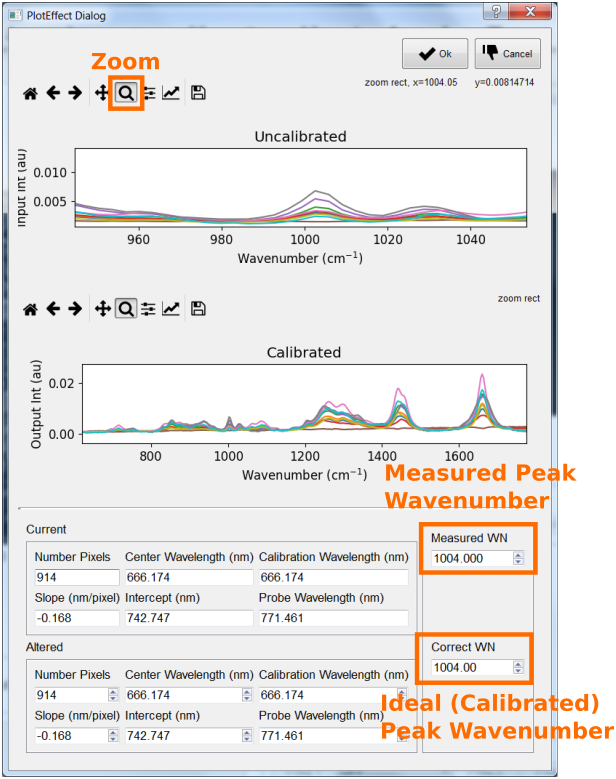 PlotEffect Dialog
Ok
Cancel
Zoom
zoom rect, x=1004.05 y=0.00814714
Uncalibrated
Input Int (au)
0.010
0.005
960 980 1000 1020 1040
Wavenumber (cm⁻¹)
zoom rect
Calibrated
Output Int (au)
0.02
0.00
800 1000 1200 1400 1600
Wavenumber (cm⁻¹)
Measured Peak
Wavenumber
Current
Number Pixels Center Wavelength (nm) Calibration Wavelength (nm)
914 666.174 666.174
Slope (nm/pixel) Intercept (nm) Probe Wavelength (nm)
-0.168 742.747 771.461
Measured WN
1004.000
Altered
Number Pixels Center Wavelength (nm) Calibration Wavelength (nm)
914 666.174 666.174
Slope (nm/pixel) Intercept (nm) Probe Wavelength
-0.168 742.747 771.461
Correct WN
1004.00
Ideal (Calibrated)
Peak Wavenumber